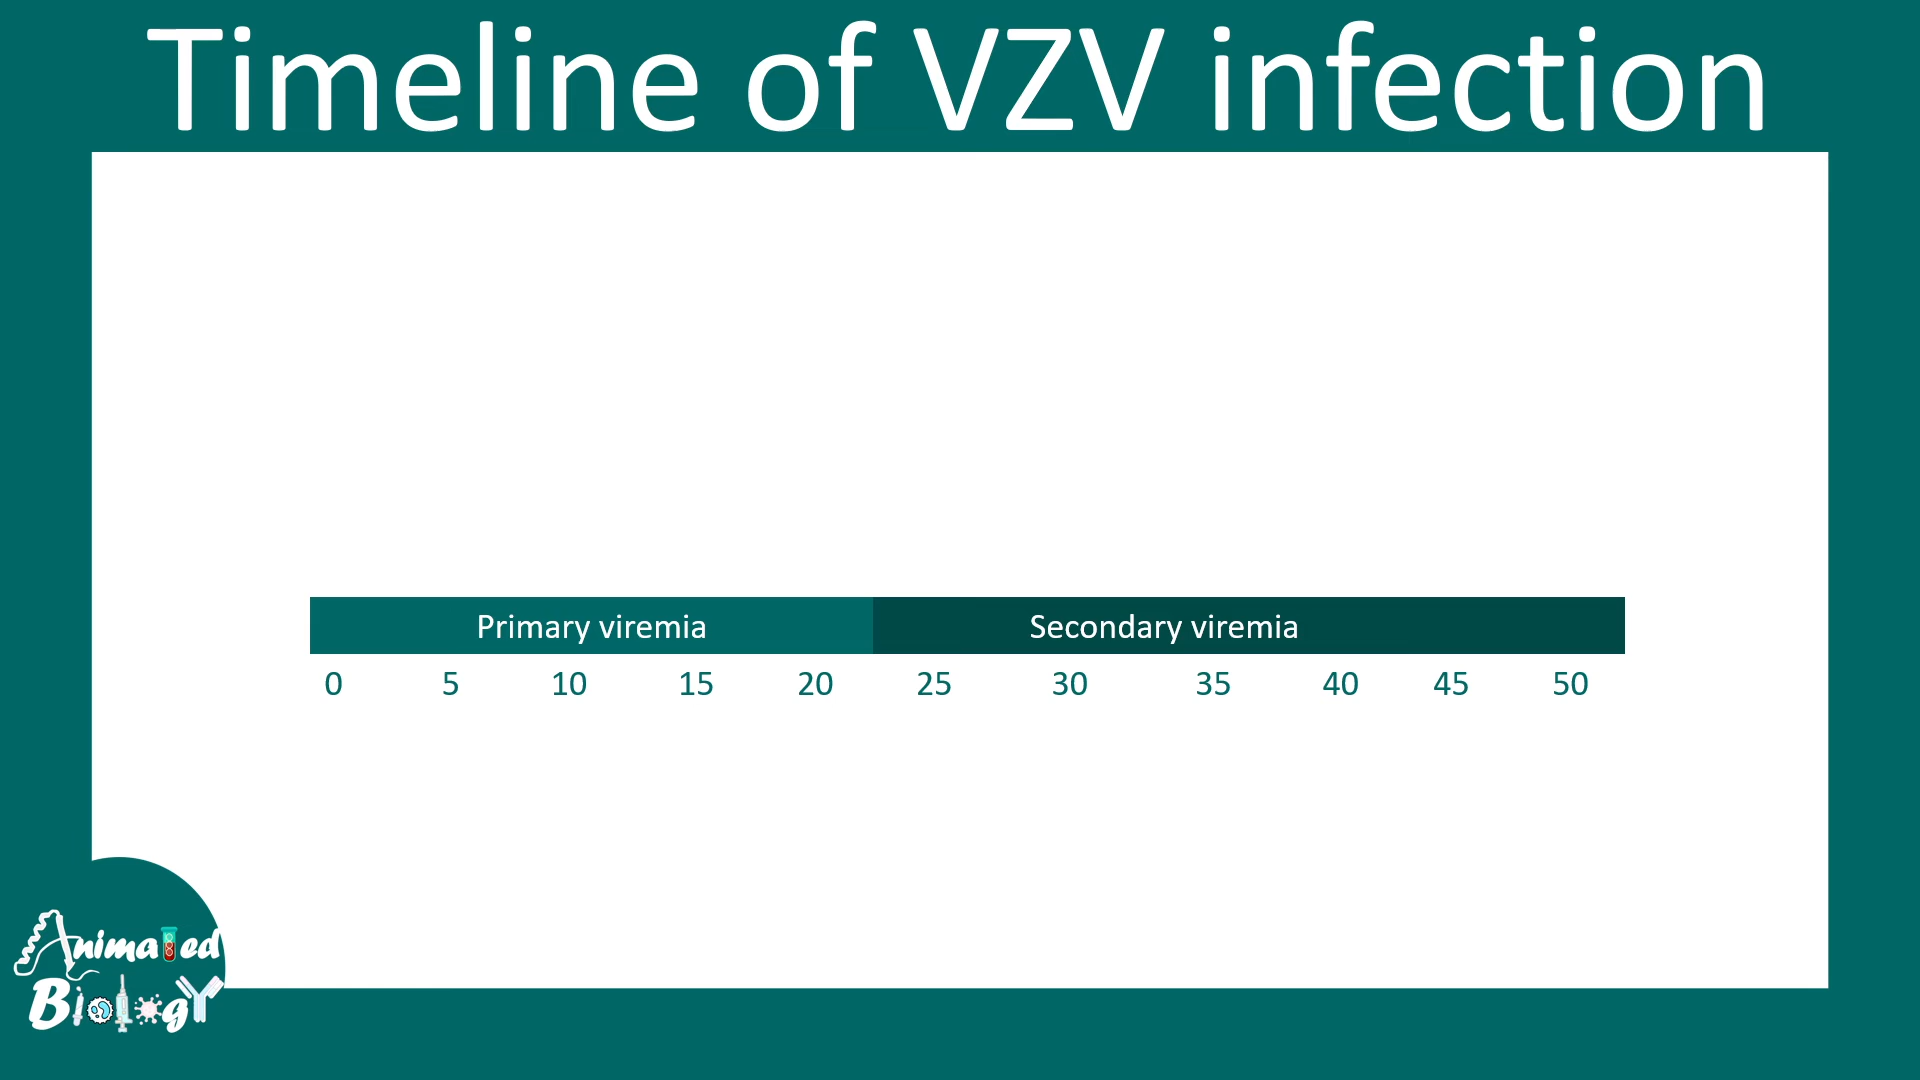 Timeline of VZV infection
Primary viremia Secondary viremia
0 5 10 15 20 25 30 35 40 45 50
Animated
BiologY